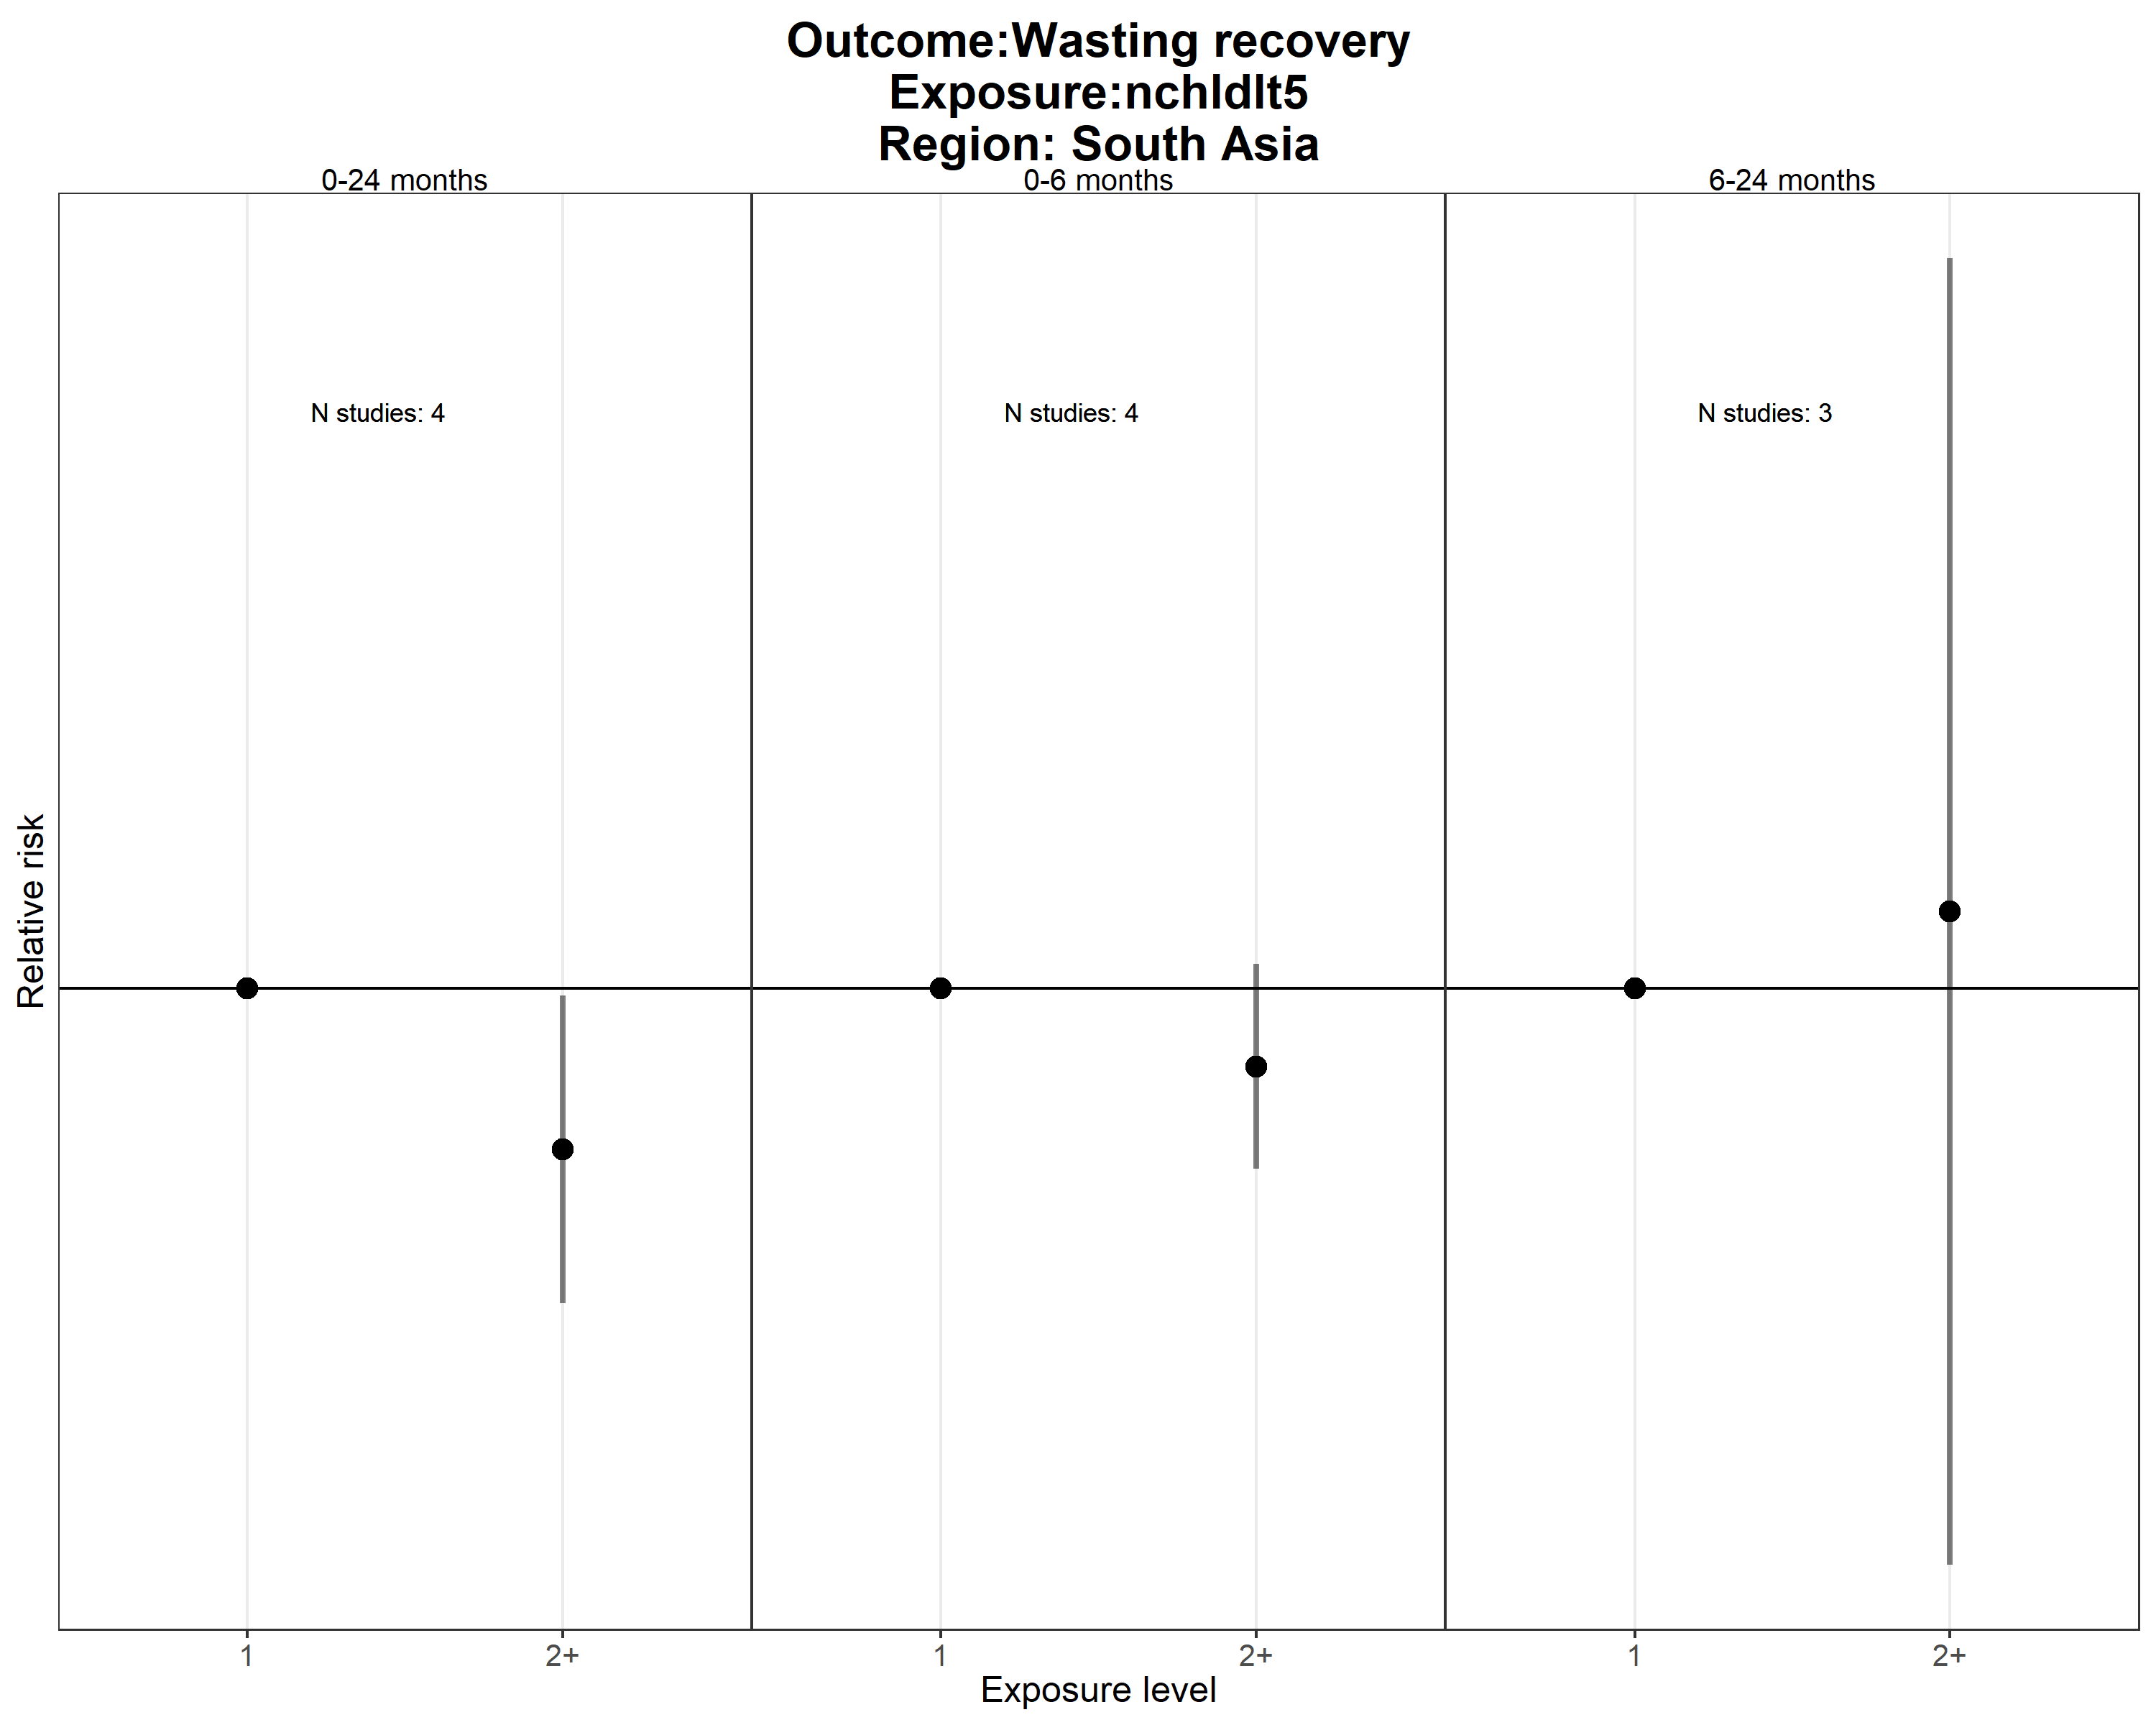 Outcome:Wasting recovery
Exposure:nchldlt5
Region: South Asia
0-24 months
0-6 months
6-24 months
N studies: 4
N studies: 4
N studies: 3
Relative risk
1
2+
1
2+
1
2+
Exposure level